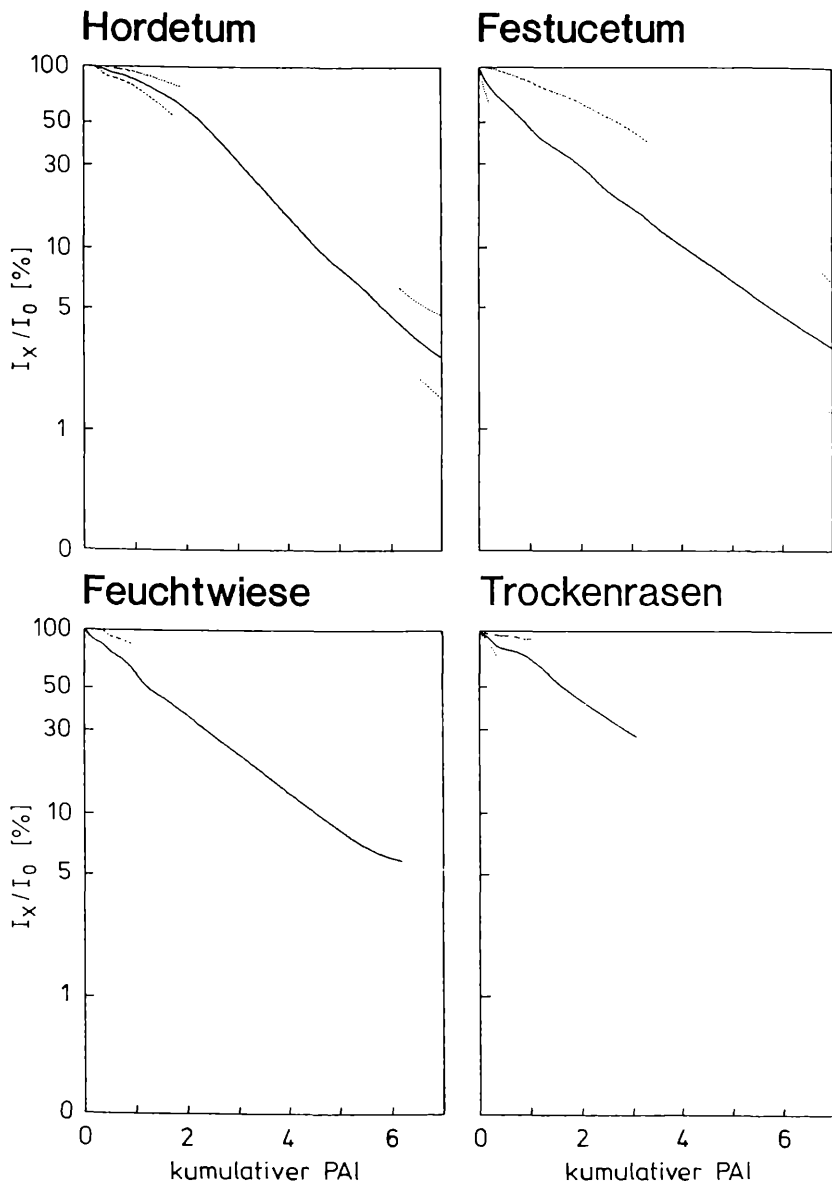 Hordetum
Festucetum
100
50
30
10
5
1
0
I_x/I_0 [%]
Feuchtwiese
Trockenrasen
100
50
30
10
5
1
0
I_x/I_0 [%]
0 2 4 6
kumulativer PAI
0 2 4 6
kumulativer PAI